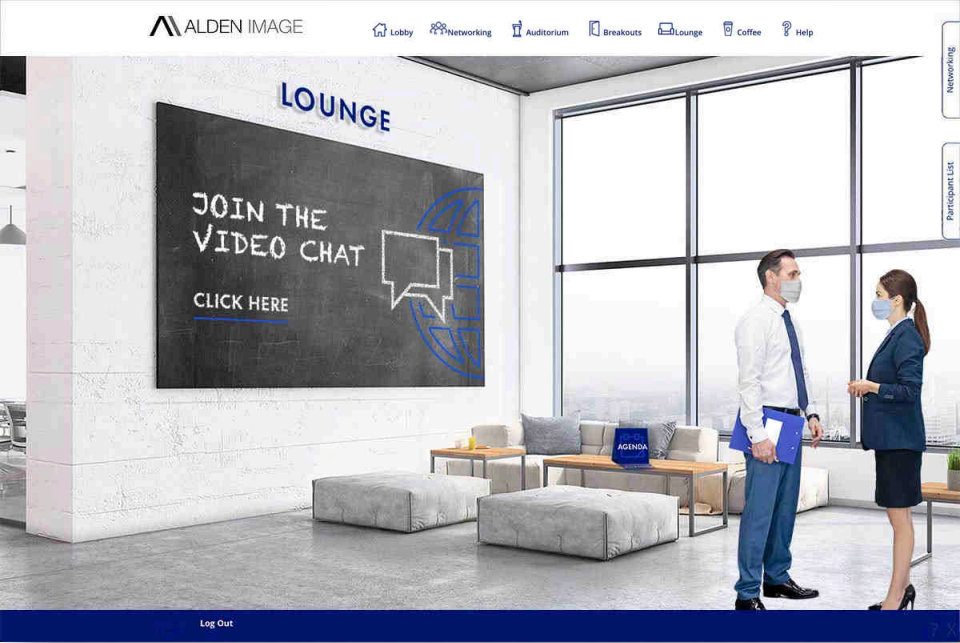 ALDEN IMAGE
Lobby
Networking
Auditorium
Breakouts
Lounge
Coffee
Help
Networking
Participant List
LOUNGE
JOIN THE
VIDEO CHAT
CLICK HERE
AGENDA
Log Out
? X